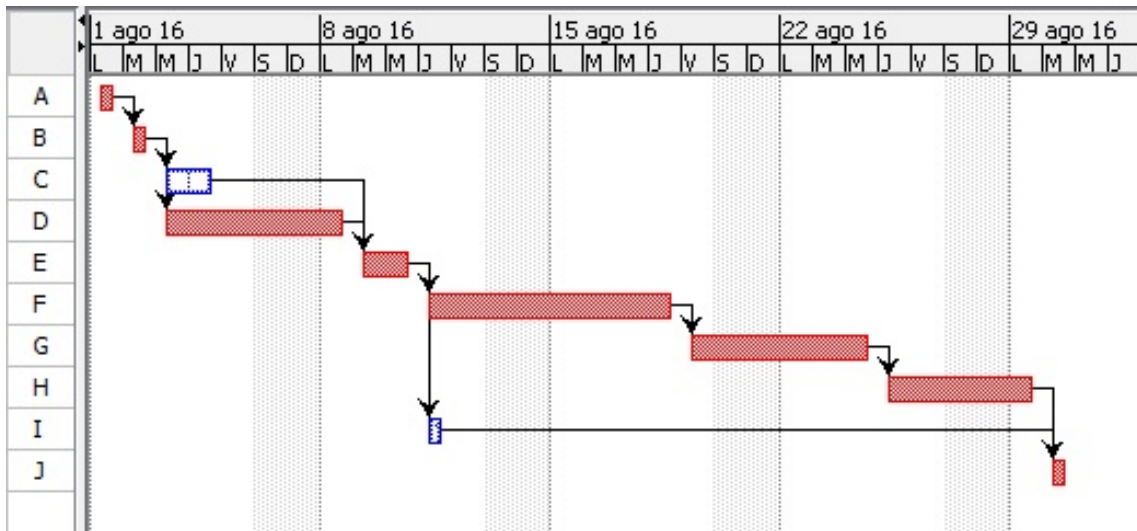 1 ago 16 8 ago 16 15 ago 16 22 ago 16 29 ago 16
L M M J V S D L M M J V S D L M M J V S D L M M J V S D L M M J
A
B
C
D
E
F
G
H
I
J